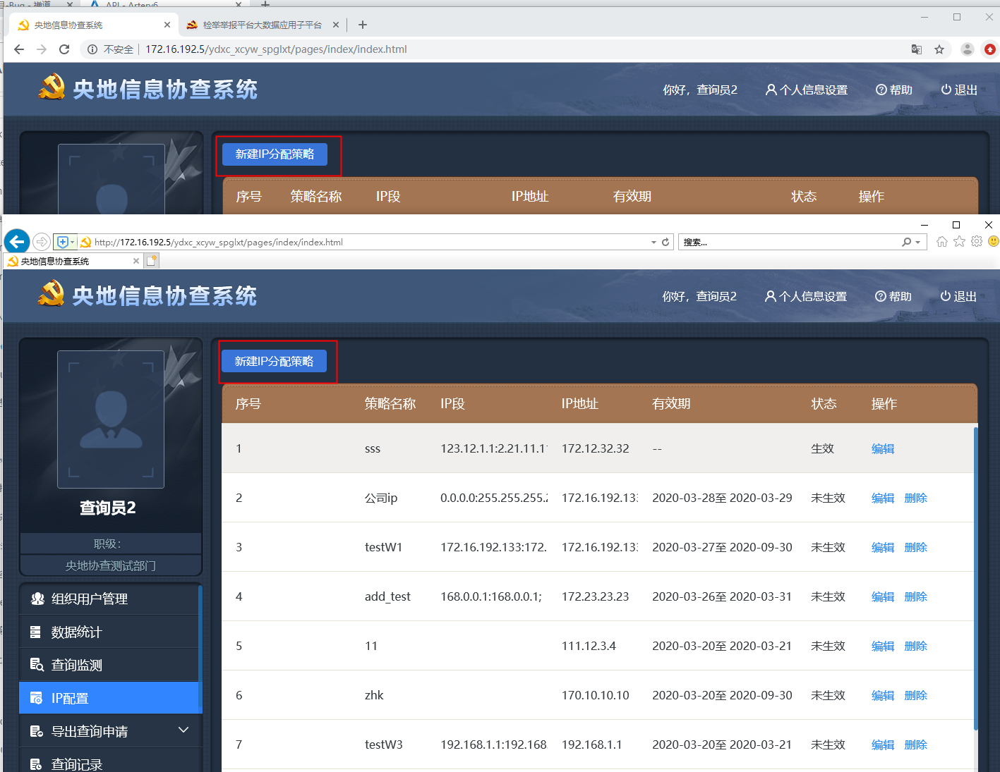 央地信息协查系统
检举举报平台大数据应用子平台
不安全
172.16.192.5/ydxc_xcyw_spglxt/pages/index/index.html
央地信息协查系统
你好，查询员2
个人信息设置
帮助
退出
新建IP分配策略
序号 策略名称 IP段 IP地址 有效期 状态 操作
http://172.16.192.5/ydxc_xcyw_spglxt/pages/index/index.html
搜索...
央地信息协查系统
央地信息协查系统
你好，查询员2
个人信息设置
帮助
退出
查询员2
职级：
央地协查测试部门
组织用户管理
数据统计
查询监测
IP配置
导出查询申请
查询记录
新建IP分配策略
序号 策略名称 IP段 IP地址 有效期 状态 操作
1 sss 123.12.1.1:2.21.11.1 172.12.32.32 -- 生效 编辑
2 公司ip 0.0.0.0:255.255.255. 172.16.192.13 2020-03-28至 2020-03-29 未生效 编辑 删除
3 testW1 172.16.192.133:172. 172.16.192.13 2020-03-27至 2020-09-30 未生效 编辑 删除
4 add_test 168.0.0.1:168.0.0.1; 172.23.23.23 2020-03-26至 2020-03-31 未生效 编辑 删除
5 11 111.12.3.4 2020-03-20至 2020-03-21 未生效 编辑 删除
6 zhk 170.10.10.10 2020-03-20至 2020-09-30 未生效 编辑 删除
7 testW3 192.168.1.1:192.168. 192.168.1.1 2020-03-20至 2020-03-21 未生效 编辑 删除